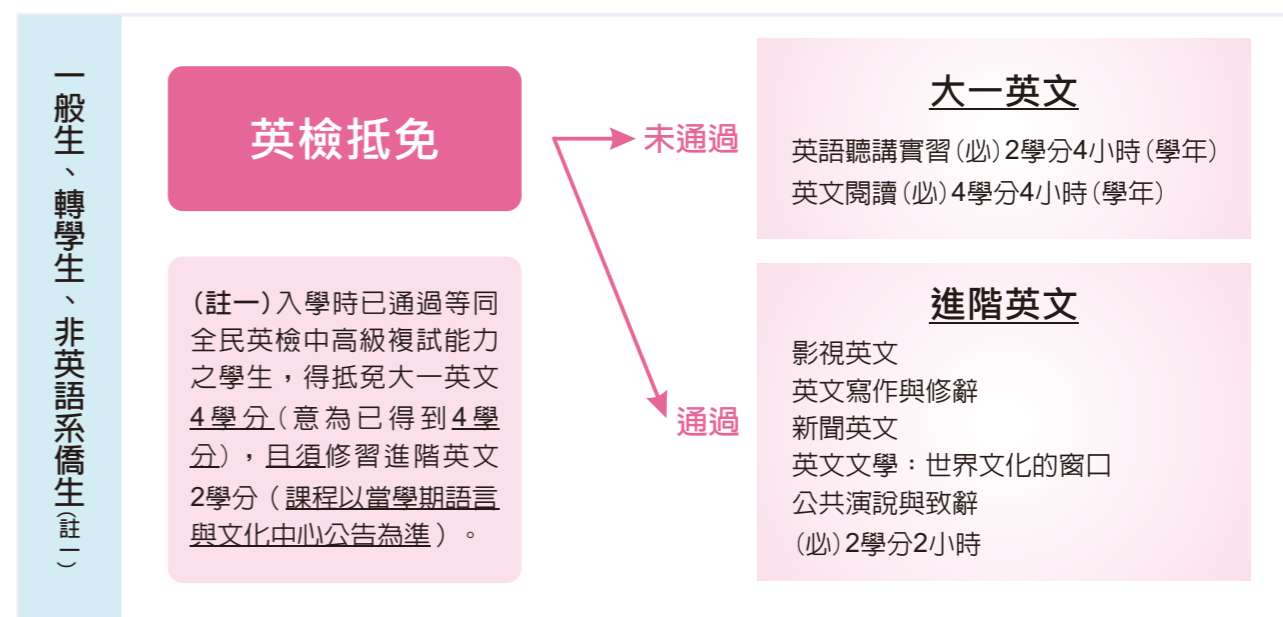 一般生、轉學生、非英語系僑生(註一)
英檢抵免
(註一)入學時已通過等同
全民英檢中高級複試能力
之學生，得抵免大一英文
4學分(意為已得到4學
分)，且須修習進階英文
2學分（課程以當學期語言
與文化中心公告為準）。
未通過
通過
大一英文
英語聽講實習(必)2學分4小時(學年)
英文閱讀(必)4學分4小時(學年)
進階英文
影視英文
英文寫作與修辭
新聞英文
英文文學：世界文化的窗口
公共演說與致辭
(必)2學分2小時